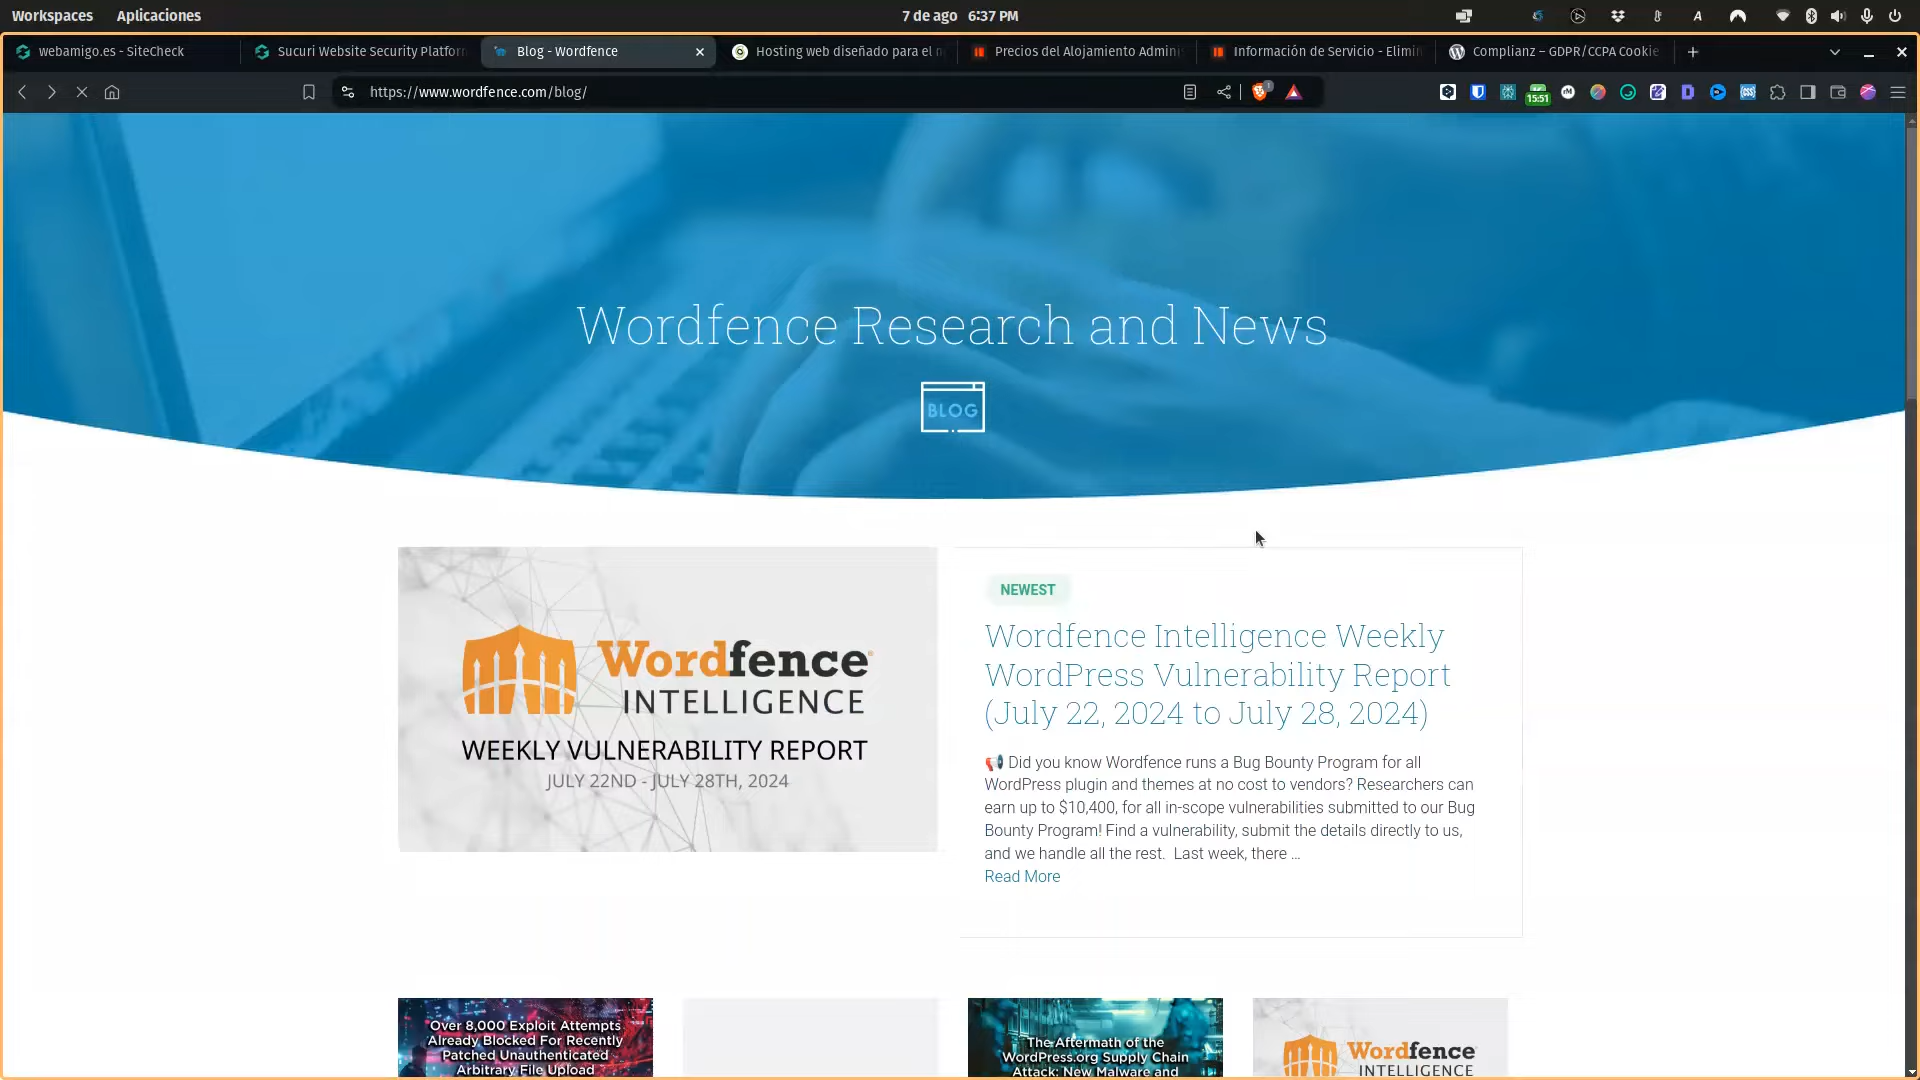 Workspaces Aplicaciones 7 de ago 6:37 PM
webamigo.es - SiteCheck
Sucuri Website Security Platfor
Blog - Wordfence
Hosting web diseñado para el n
Precios del Alojamiento Admini
Información de Servicio - Elimin
Complianz – GDPR/CCPA Cookie
https://www.wordfence.com/blog/
15:51
Wordfence Research and News
BLOG
Wordfence
INTELLIGENCE
WEEKLY VULNERABILITY REPORT
JULY 22ND - JULY 28TH, 2024
NEWEST
Wordfence Intelligence Weekly
WordPress Vulnerability Report
(July 22, 2024 to July 28, 2024)
📢 Did you know Wordfence runs a Bug Bounty Program for all
WordPress plugin and themes at no cost to vendors? Researchers can
earn up to $10,400, for all in-scope vulnerabilities submitted to our Bug
Bounty Program! Find a vulnerability, submit the details directly to us,
and we handle all the rest.  Last week, there …
Read More
Over 8,000 Exploit Attempts
Already Blocked For Recently
Patched Unauthenticated
Arbitrary File Upload
The Aftermath of the
WordPress.org Supply Chain
Attack: New Malware and
Wordfence
INTELLIGENCE